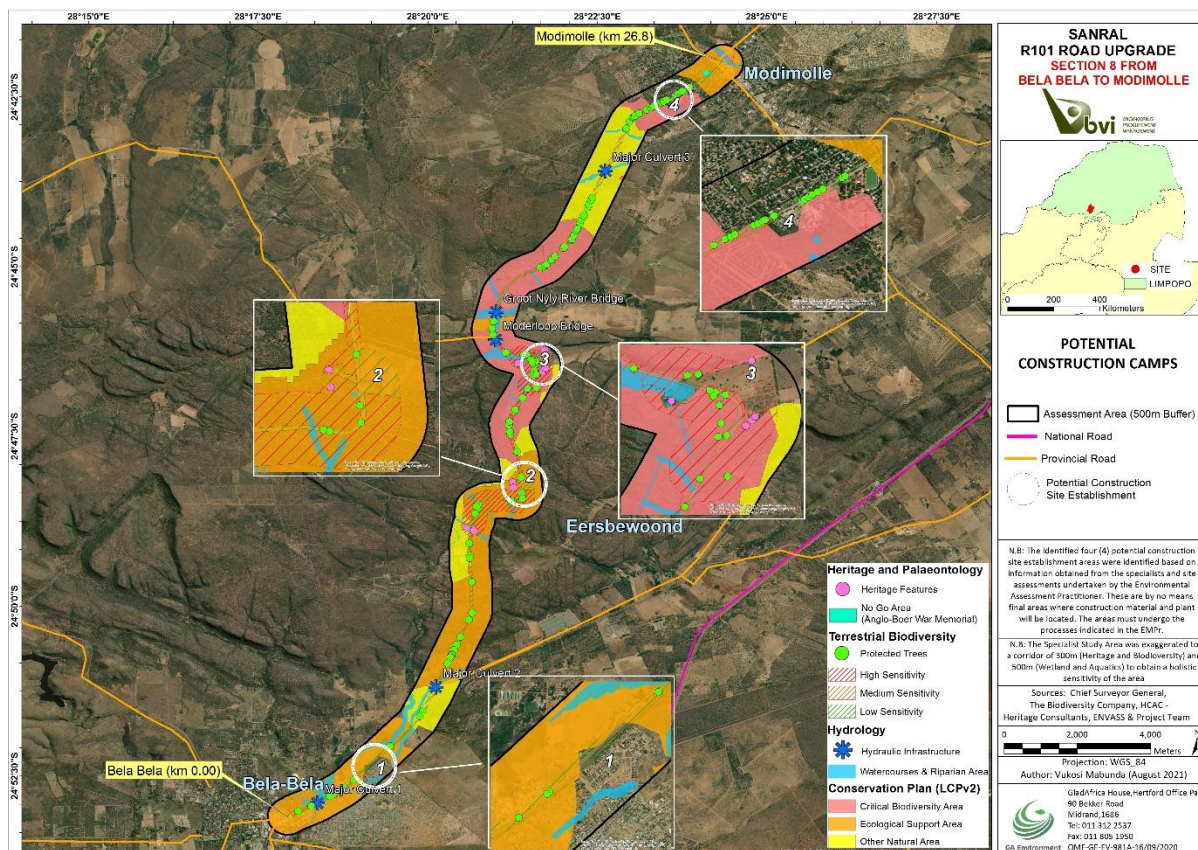 28°15'0"E
28°17'30"E
28°20'0"E
28°22'30"E
28°25'0"E
28°27'30"E
24°42'30"S
24°45'0"S
24°47'30"S
24°50'0"S
24°52'30"S
Modimolle (km 26.8)
Modimolle
4
Major Culvert 3
4
Groot Nyly River Bridge
Moderloop Bridge
3
2
3
2
Eersbewoond
Major Culvert 2
1
Bela Bela (km 0.00)
Bela-Bela
Major Culvert 1
1
Heritage and Palaeontology
Heritage Features
No Go Area
(Anglo-Boer War Memorial)
Terrestrial Biodiversity
Protected Trees
High Sensitivity
Medium Sensitivity
Low Sensitivity
Hydrology
Hydraulic Infrastructure
Watercourses & Riparian Area
Conservation Plan (LCPv2)
Critical Biodiversity Area
Ecological Support Area
Other Natural Area
SANRAL
R101 ROAD UPGRADE
SECTION 8 FROM
BELA BELA TO MODIMOLLE
bvi
ENGINEERING
PROCUREMENT
MANAGEMENT
SITE
LIMPOPO
0 200 400
Kilometers
POTENTIAL
CONSTRUCTION CAMPS
Assessment Area (500m Buffer)
National Road
Provincial Road
Potential Construction
Site Establishment
N.B: The identified four (4) potential construction
site establishment areas were identified based on
information obtained from the specialists and site
assessments undertaken by the Environmental
Assessment Practitioner. These are by no means
final areas where construction material and plant
will be located. The areas must undergo the
processes indicated in the EMPr.
N.B: The Specialist Study Area was exaggerated to
a corridor of 300m (Heritage and Biodiversity) and
500m (Wetland and Aquatics) to obtain a holistic
sensitivity of the area
Sources: Chief Surveyor General,
The Biodiversity Company, HCAC -
Heritage Consultants, ENVASS & Project Team
0 2,000 4,000
Meters
N
Projection: WGS_84
Author: Vukosi Mabunda (August 2021)
GladAfrica House,Hertford Office Pa
90 Bekker Road
Midrand,1686
Tel: 011 312 2537
Fax: 011 805 1950
GA Environment QMF-GE-EV-981A-16/09/2020